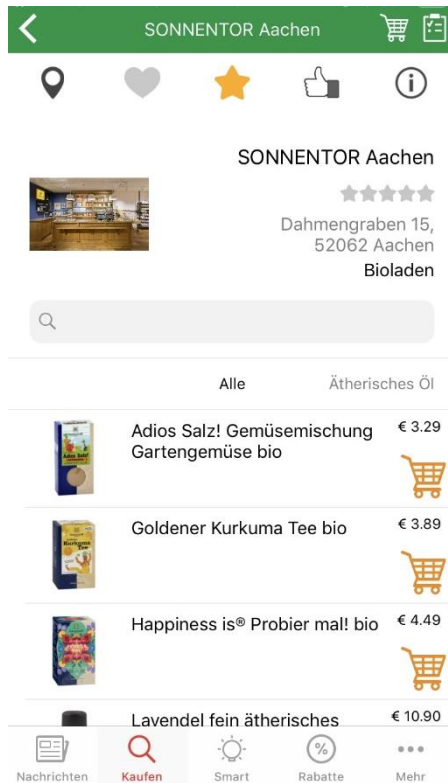 SONNENTOR Aachen
SONNENTOR Aachen
Dahmengraben 15,
52062 Aachen
Bioladen
Alle Ätherisches Öl
Adios Salz! Gemüsemischung € 3.29
Gartengemüse bio
Goldener Kurkuma Tee bio € 3.89
Happiness is® Probier mal! bio € 4.49
Lavendel fein ätherisches € 10.90
Nachrichten Kaufen Smart Rabatte Mehr